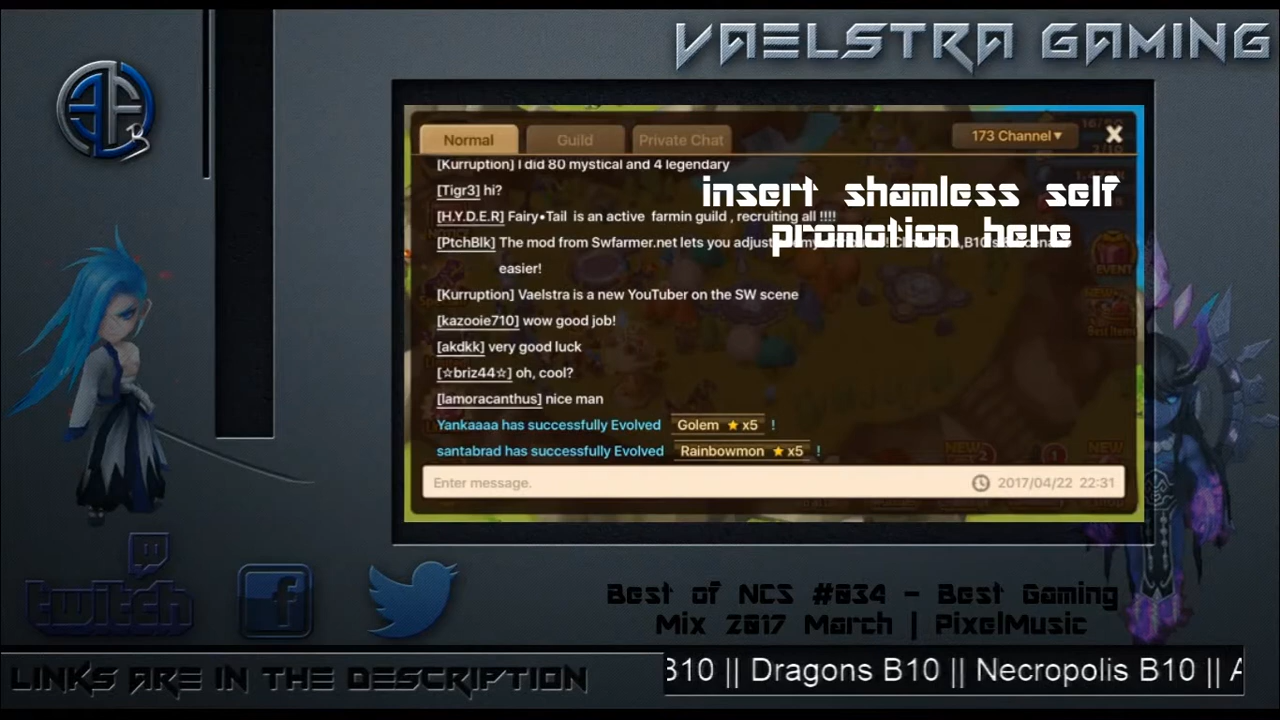 VAELSTRA GAMING
Normal Guild Private Chat 173 Channel▼
[Kurruption] I did 80 mystical and 4 legendary
[Tigr3] hi?
insert shamless self
promotion here
[H.Y.D.E.R] Fairy•Tail is an active farmin guild , recruiting all !!!!
[PtchBlk] The mod from Swfarmer.net lets you adjust
easier!
[Kurruption] Vaelstra is a new YouTuber on the SW scene
[kazooie710] wow good job!
[akdkk] very good luck
[☆briz44☆] oh, cool?
[lamoracanthus] nice man
Yankaaaa has successfully Evolved Golem ★x5 !
santabrad has successfully Evolved Rainbowmon ★x5 !
Enter message. 2017/04/22 22:31
EVENT
NEW
NEW
twitch
f
Best of NCS #034 - Best Gaming
Mix 2017 March | PixelMusic
LINKS ARE IN THE DESCRIPTION
B10 || Dragons B10 || Necropolis B10 || A